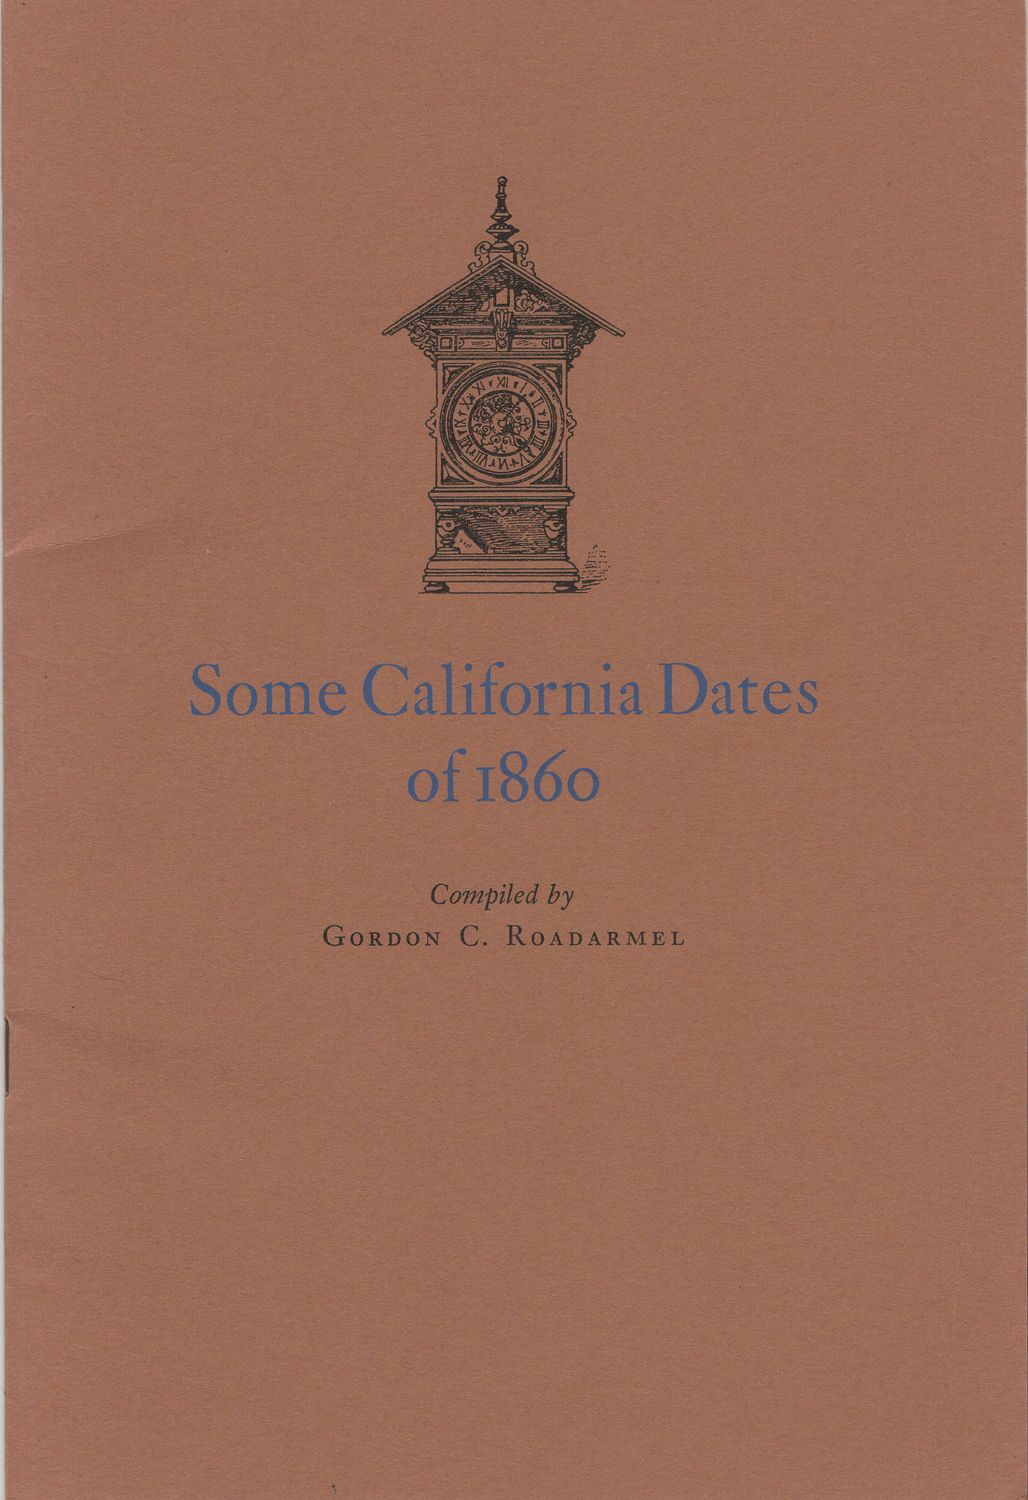 Some California Dates
of 1860
Compiled by
GORDON C. ROADARMEL